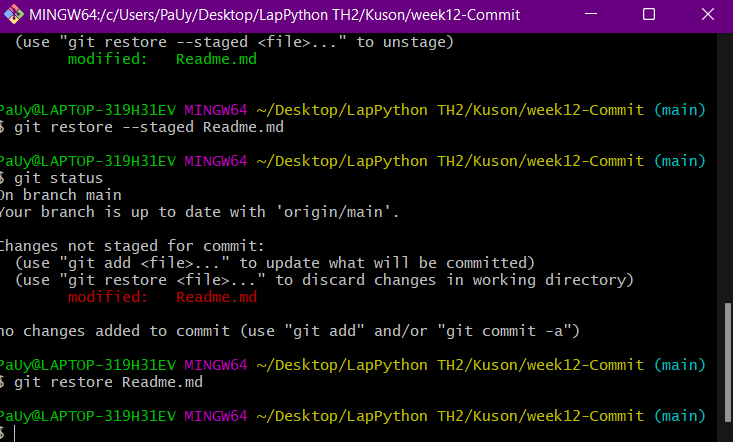 MINGW64:/c/Users/PaUy/Desktop/LapPython TH2/Kuson/week12-Commit
(use "git restore --staged <file>..." to unstage)
modified:   Readme.md
PaUy@LAPTOP-319H31EV MINGW64 ~/Desktop/LapPython TH2/Kuson/week12-Commit (main)
$ git restore --staged Readme.md
PaUy@LAPTOP-319H31EV MINGW64 ~/Desktop/LapPython TH2/Kuson/week12-Commit (main)
$ git status
On branch main
Your branch is up to date with 'origin/main'.
Changes not staged for commit:
(use "git add <file>..." to update what will be committed)
(use "git restore <file>..." to discard changes in working directory)
modified:   Readme.md
no changes added to commit (use "git add" and/or "git commit -a")
PaUy@LAPTOP-319H31EV MINGW64 ~/Desktop/LapPython TH2/Kuson/week12-Commit (main)
$ git restore Readme.md
PaUy@LAPTOP-319H31EV MINGW64 ~/Desktop/LapPython TH2/Kuson/week12-Commit (main)
$